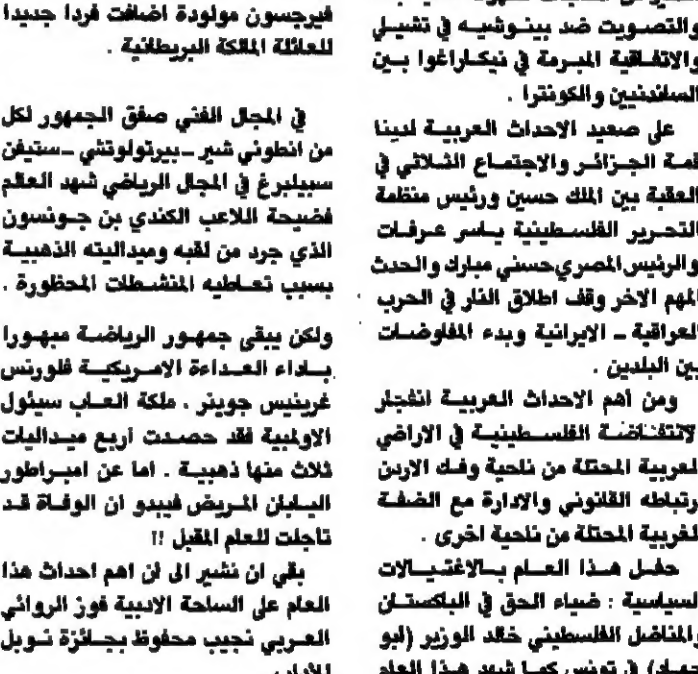 والتصويت ضد بينوشيه في تشيلي
والاتفاقية المبرمة في نيكاراغوا بين
الساندنيين والكونترا .
على صعيد الاحداث العربية لدينا
قمة الجزائر والاجتماع الثلاثي في
العقبة بين الملك حسين ورئيس منظمة
التحرير الفلسطينية ياسر عرفات
والرئيس المصري حسني مبارك والحدث
المهم الاخر وقف اطلاق النار في الحرب
العراقية - الايرانية وبدء المفاوضات
بين البلدين .
ومن أهم الاحداث العربية انفجار
الانتفاضة الفلسطينية في الاراضي
العربية المحتلة من ناحية وفك الاردن
ارتباطه القانوني والادارة مع الضفة
الغربية المحتلة من ناحية اخرى .
حفل هذا العام بالاغتيالات
السياسية : ضياء الحق في الباكستان
والمناضل الفلسطيني خالد الوزير (ابو
جهاد) في تونس كما شهد هذا العام
فيرجسون مولودة اضافت فردا جديدا
للعائلة المالكة البريطانية .
في المجال الفني صفق الجمهور لكل
من انطوني شير - بيرتولوتشي - ستيفن
سبيلبرغ في المجال الرياضي شهد العالم
فضيحة اللاعب الكندي بن جونسون
الذي جرد من لقبه وميداليته الذهبية
بسبب تعاطيه المنشطات المحظورة .
ولكن يبقى جمهور الرياضة مبهورا
باداء العداءة الامريكية فلورنس
غرينيس جوينر . ملكة العاب سيئول
الاولمبية فقد حصدت أربع ميداليات
ثلاث منها ذهبية . اما عن امبراطور
اليابان المريض فيبدو ان الوفاة قد
تأجلت للعام المقبل !!
بقي ان نشير الى ان اهم احداث هذا
العام على الساحة الادبية فوز الروائي
العربي نجيب محفوظ بجائزة نوبل
للأداب .